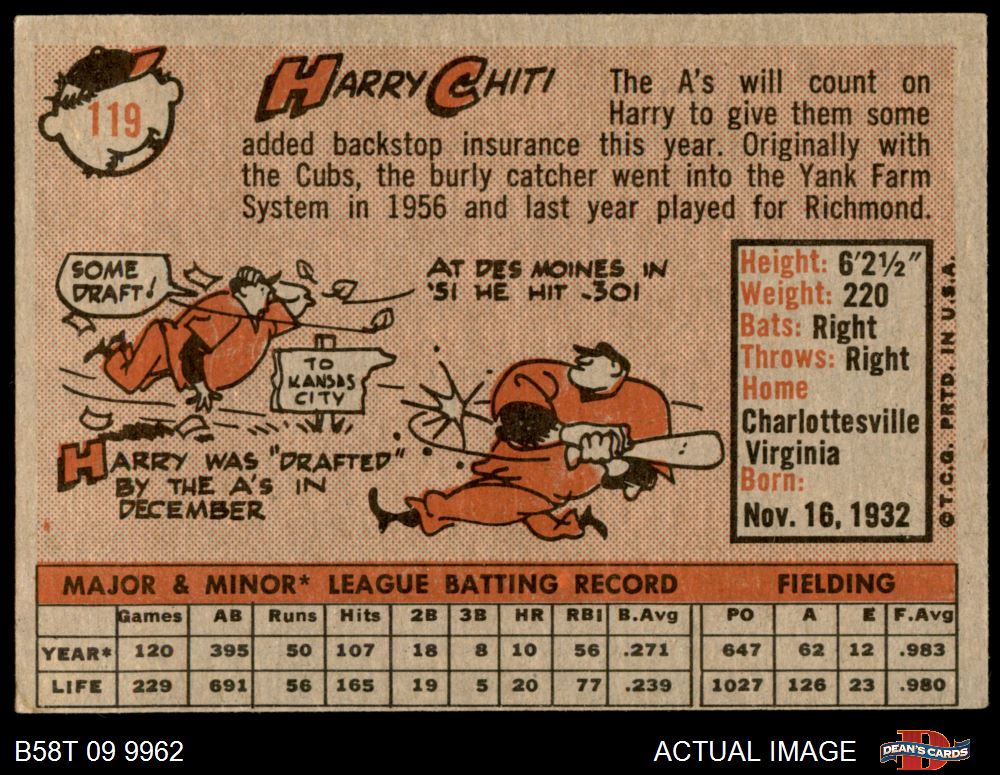 119
HARRY CHITI
The A's will count on
Harry to give them some
added backstop insurance this year. Originally with
the Cubs, the burly catcher went into the Yank Farm
System in 1956 and last year played for Richmond.
SOME
DRAFT!
TO
KANSAS
CITY
HARRY WAS "DRAFTED"
BY THE A'S IN
DECEMBER
AT DES MOINES IN
'51 HE HIT .301
Height: 6'2½"
Weight: 220
Bats: Right
Throws: Right
Home
Charlottesville
Virginia
Born:
Nov. 16, 1932
© T.C.G. PRTD. IN U.S.A.
MAJOR & MINOR* LEAGUE BATTING RECORD FIELDING
Games AB Runs Hits 2B 3B HR RBI B.Avg PO A E F.Avg
YEAR* 120 395 50 107 18 8 10 56 .271 647 62 12 .983
LIFE 229 691 56 165 19 5 20 77 .239 1027 126 23 .980
B58T 09 9962
ACTUAL IMAGE
D
DEAN'S CARDS